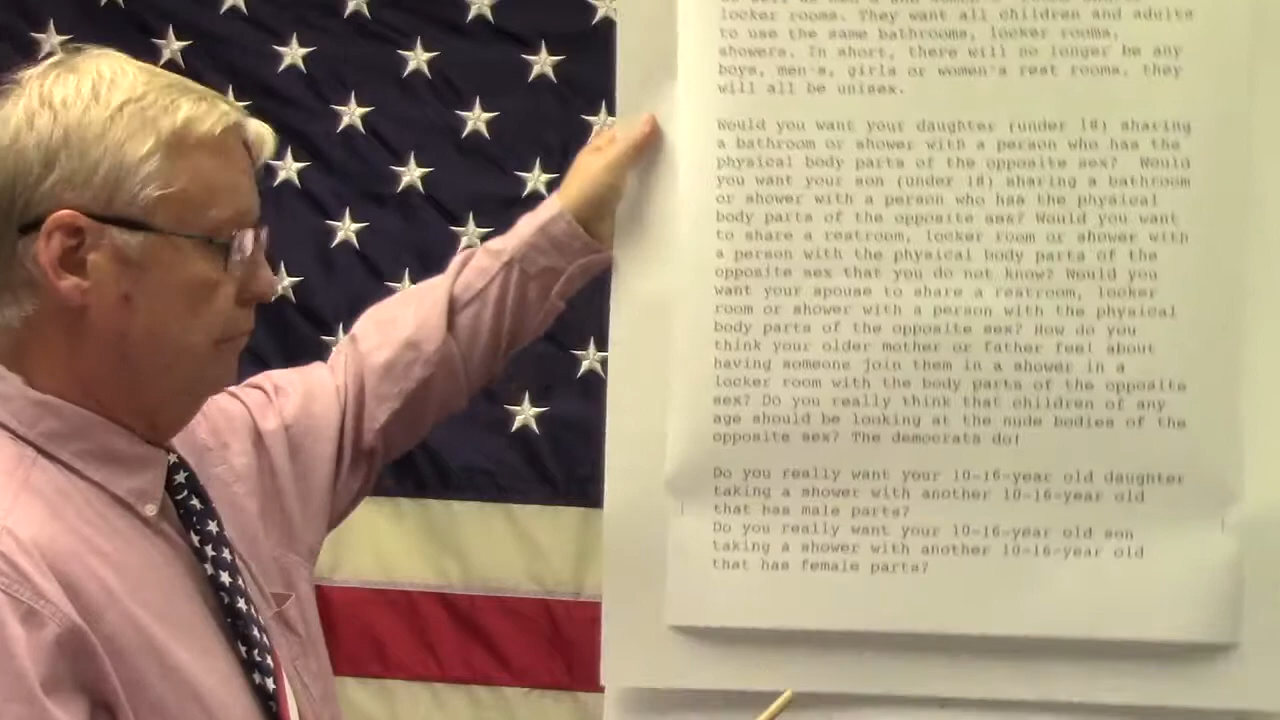 locker rooms. They want all children and adults
to use the same bathrooms, locker rooms,
showers. In short, there will no longer be any
boys, men's, girls or women's rest rooms, they
will all be unisex.
Would you want your daughter (under 18) sharing
a bathroom or shower with a person who has the
physical body parts of the opposite sex? Would
you want your son (under 18) sharing a bathroom
or shower with a person who has the physical
body parts of the opposite sex? Would you want
to share a restroom, locker room or shower with
a person with the physical body parts of the
opposite sex that you do not know? Would you
want your spouse to share a restroom, locker
room or shower with a person with the physical
body parts of the opposite sex? How do you
think your older mother or father feel about
having someone join them in a shower in a
locker room with the body parts of the opposite
sex? Do you really think that children of any
age should be looking at the nude bodies of the
opposite sex? The democrats do!
Do you really want your 10-16-year old daughter
taking a shower with another 10-16-year old
that has male parts?
Do you really want your 10-16-year old son
taking a shower with another 10-16-year old
that has female parts?